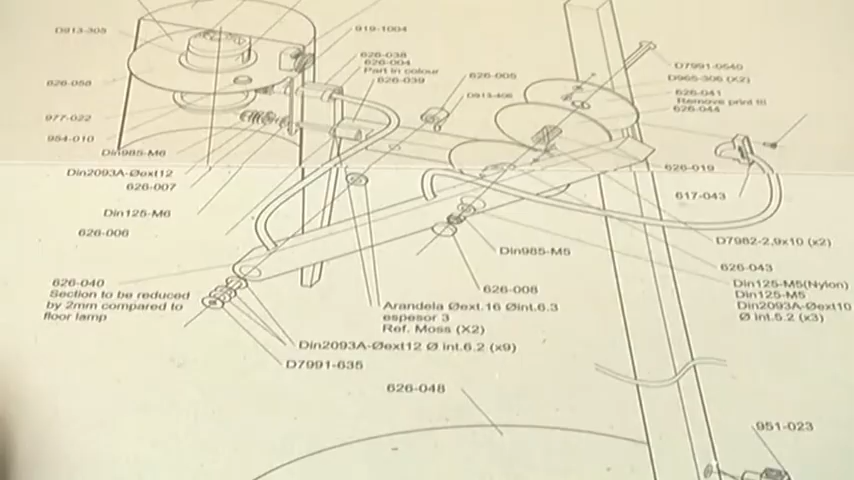 D913-305
919-1004
626-038
626-004
Part in colour
626-039
626-005
D913-406
D7991-0640
D965-306 (X2)
626-041
Remove print fil
626-044
626-058
977-022
954-010
Din985-M6
Din2093A-Øext12
626-007
Din125-M6
626-006
626-019
617-043
D7982-2,9x10 (x2)
626-043
Din985-M5
626-008
Din125-M5(Nylon)
Din125-M5
Din2093A-Øext10
Ø int.5.2 (x3)
626-040
Section to be reduced
by 2mm compared to
floor lamp
Arandela Øext.16 Øint.6.3
espesor 3
Ref. Moss (X2)
Din2093A-Øext12 Ø int.6.2 (x9)
D7991-635
626-048
951-023